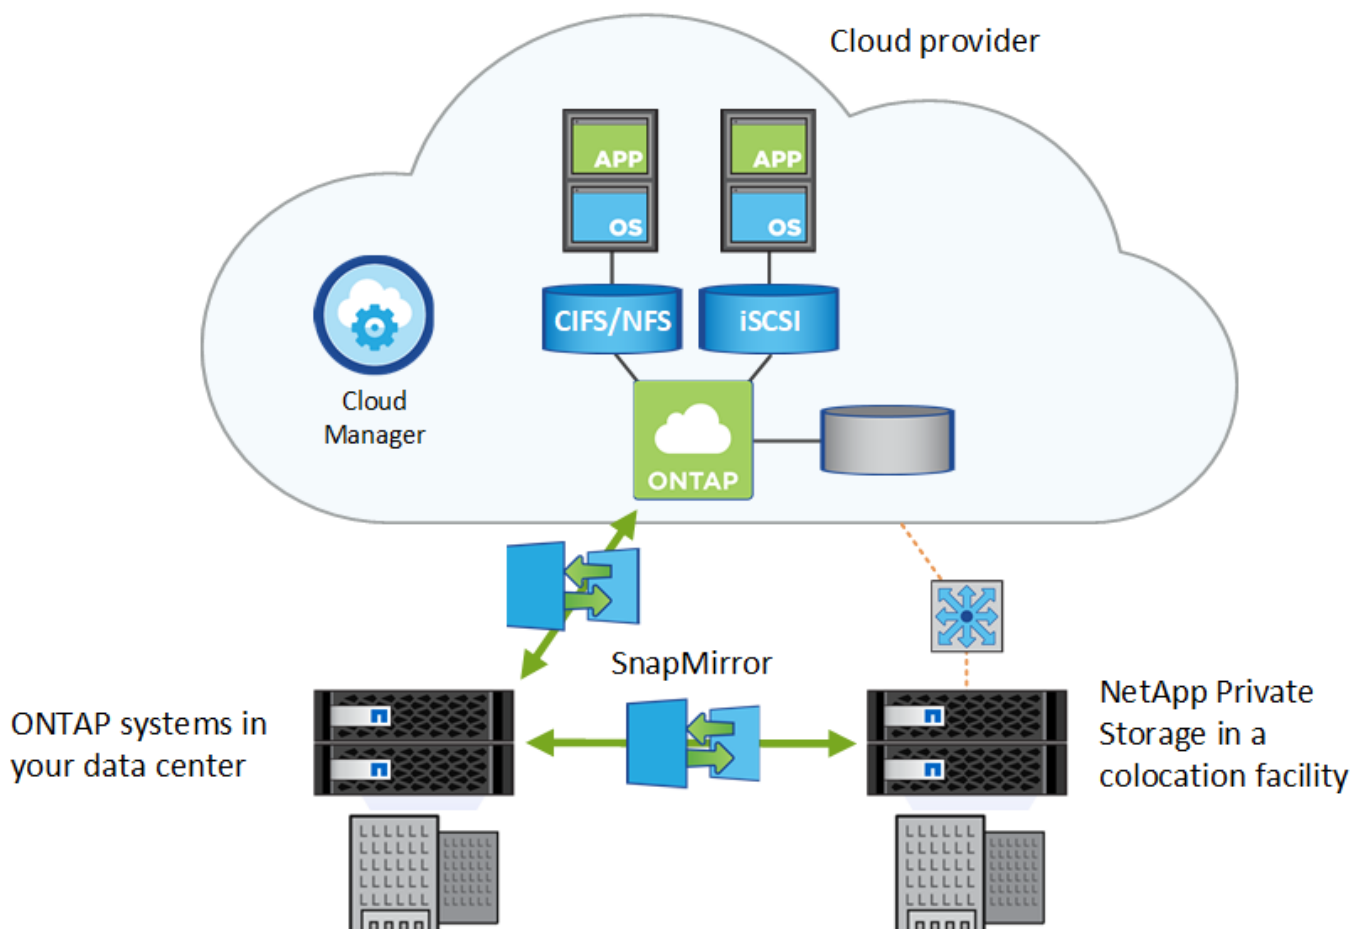 Cloud provider
APP
APP
OS
OS
CIFS/NFS
iSCSI
Cloud
Manager
ONTAP
SnapMirror
ONTAP systems in
your data center
NetApp Private
Storage in a
colocation facility